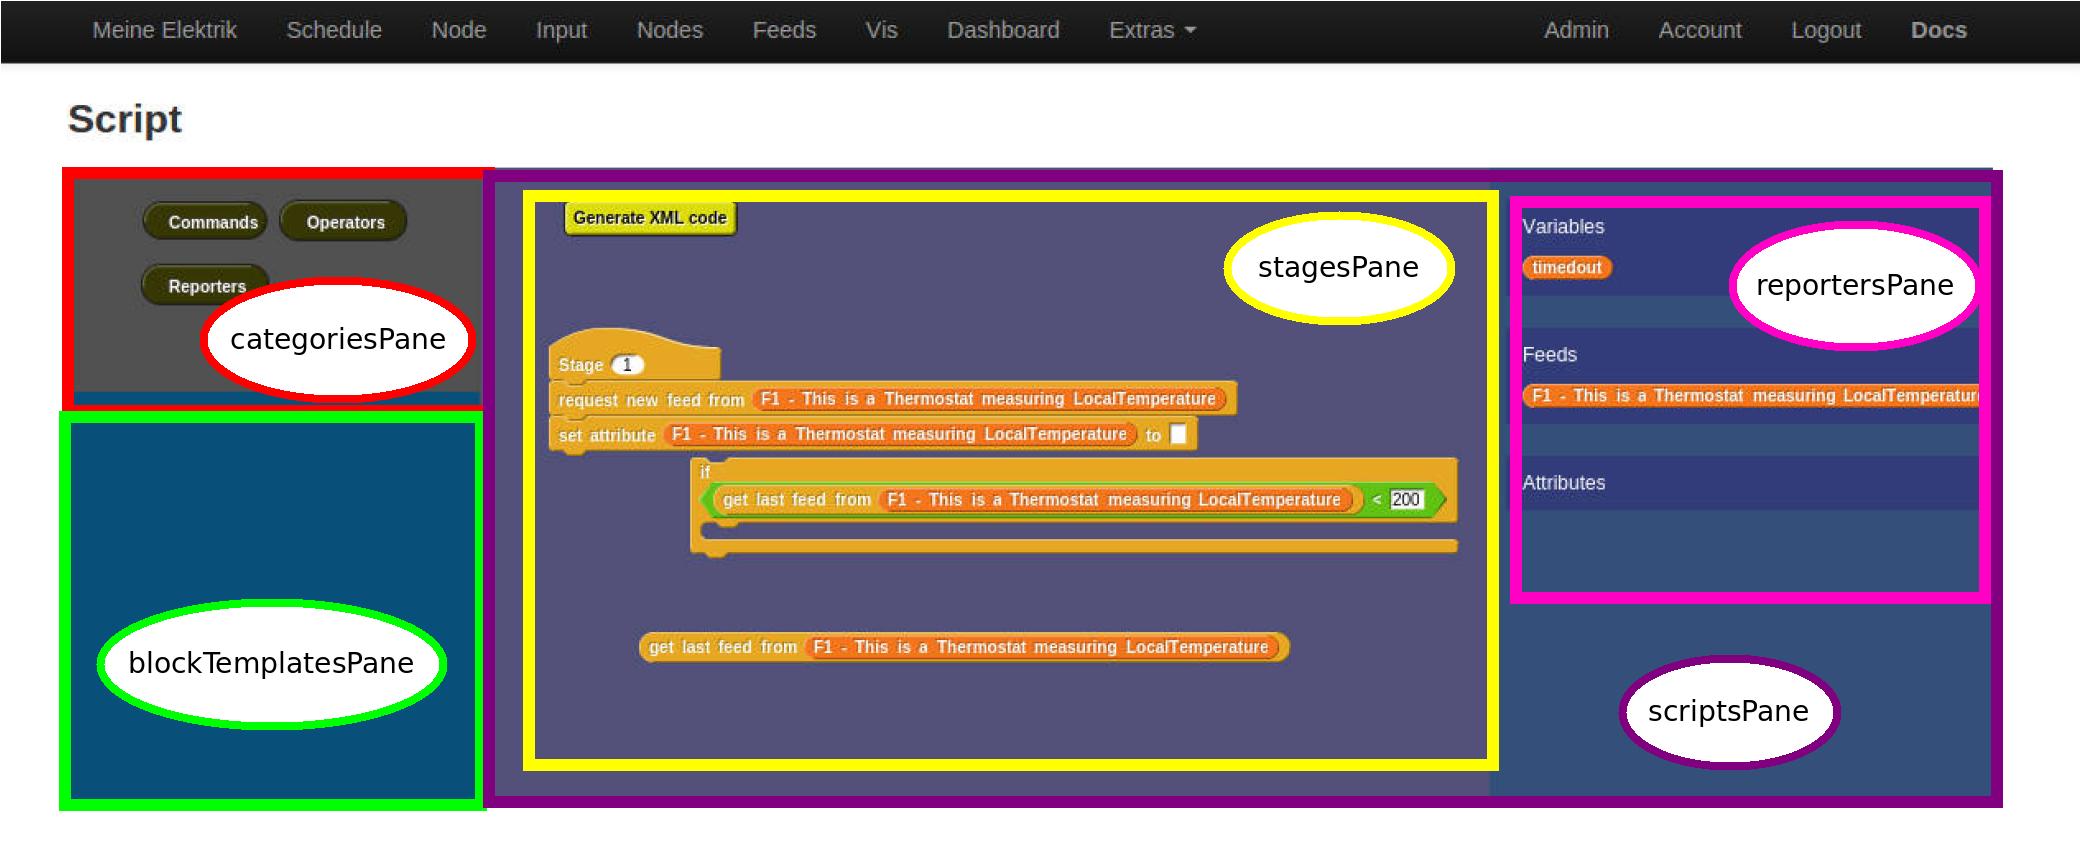 Meine Elektrik Schedule Node Input Nodes Feeds Vis Dashboard Extras Admin Account Logout Docs
Script
Commands Operators
Reporters
categoriesPane
blockTemplatesPane
Generate XML code
stagesPane
Stage 1
request new feed from F1 - This is a Thermostat measuring LocalTemperature
set attribute F1 - This is a Thermostat measuring LocalTemperature to
if
get last feed from F1 - This is a Thermostat measuring LocalTemperature < 200
get last feed from F1 - This is a Thermostat measuring LocalTemperature
Variables
timedout
reportersPane
Feeds
F1 - This is a Thermostat measuring LocalTemperatur
Attributes
scriptsPane